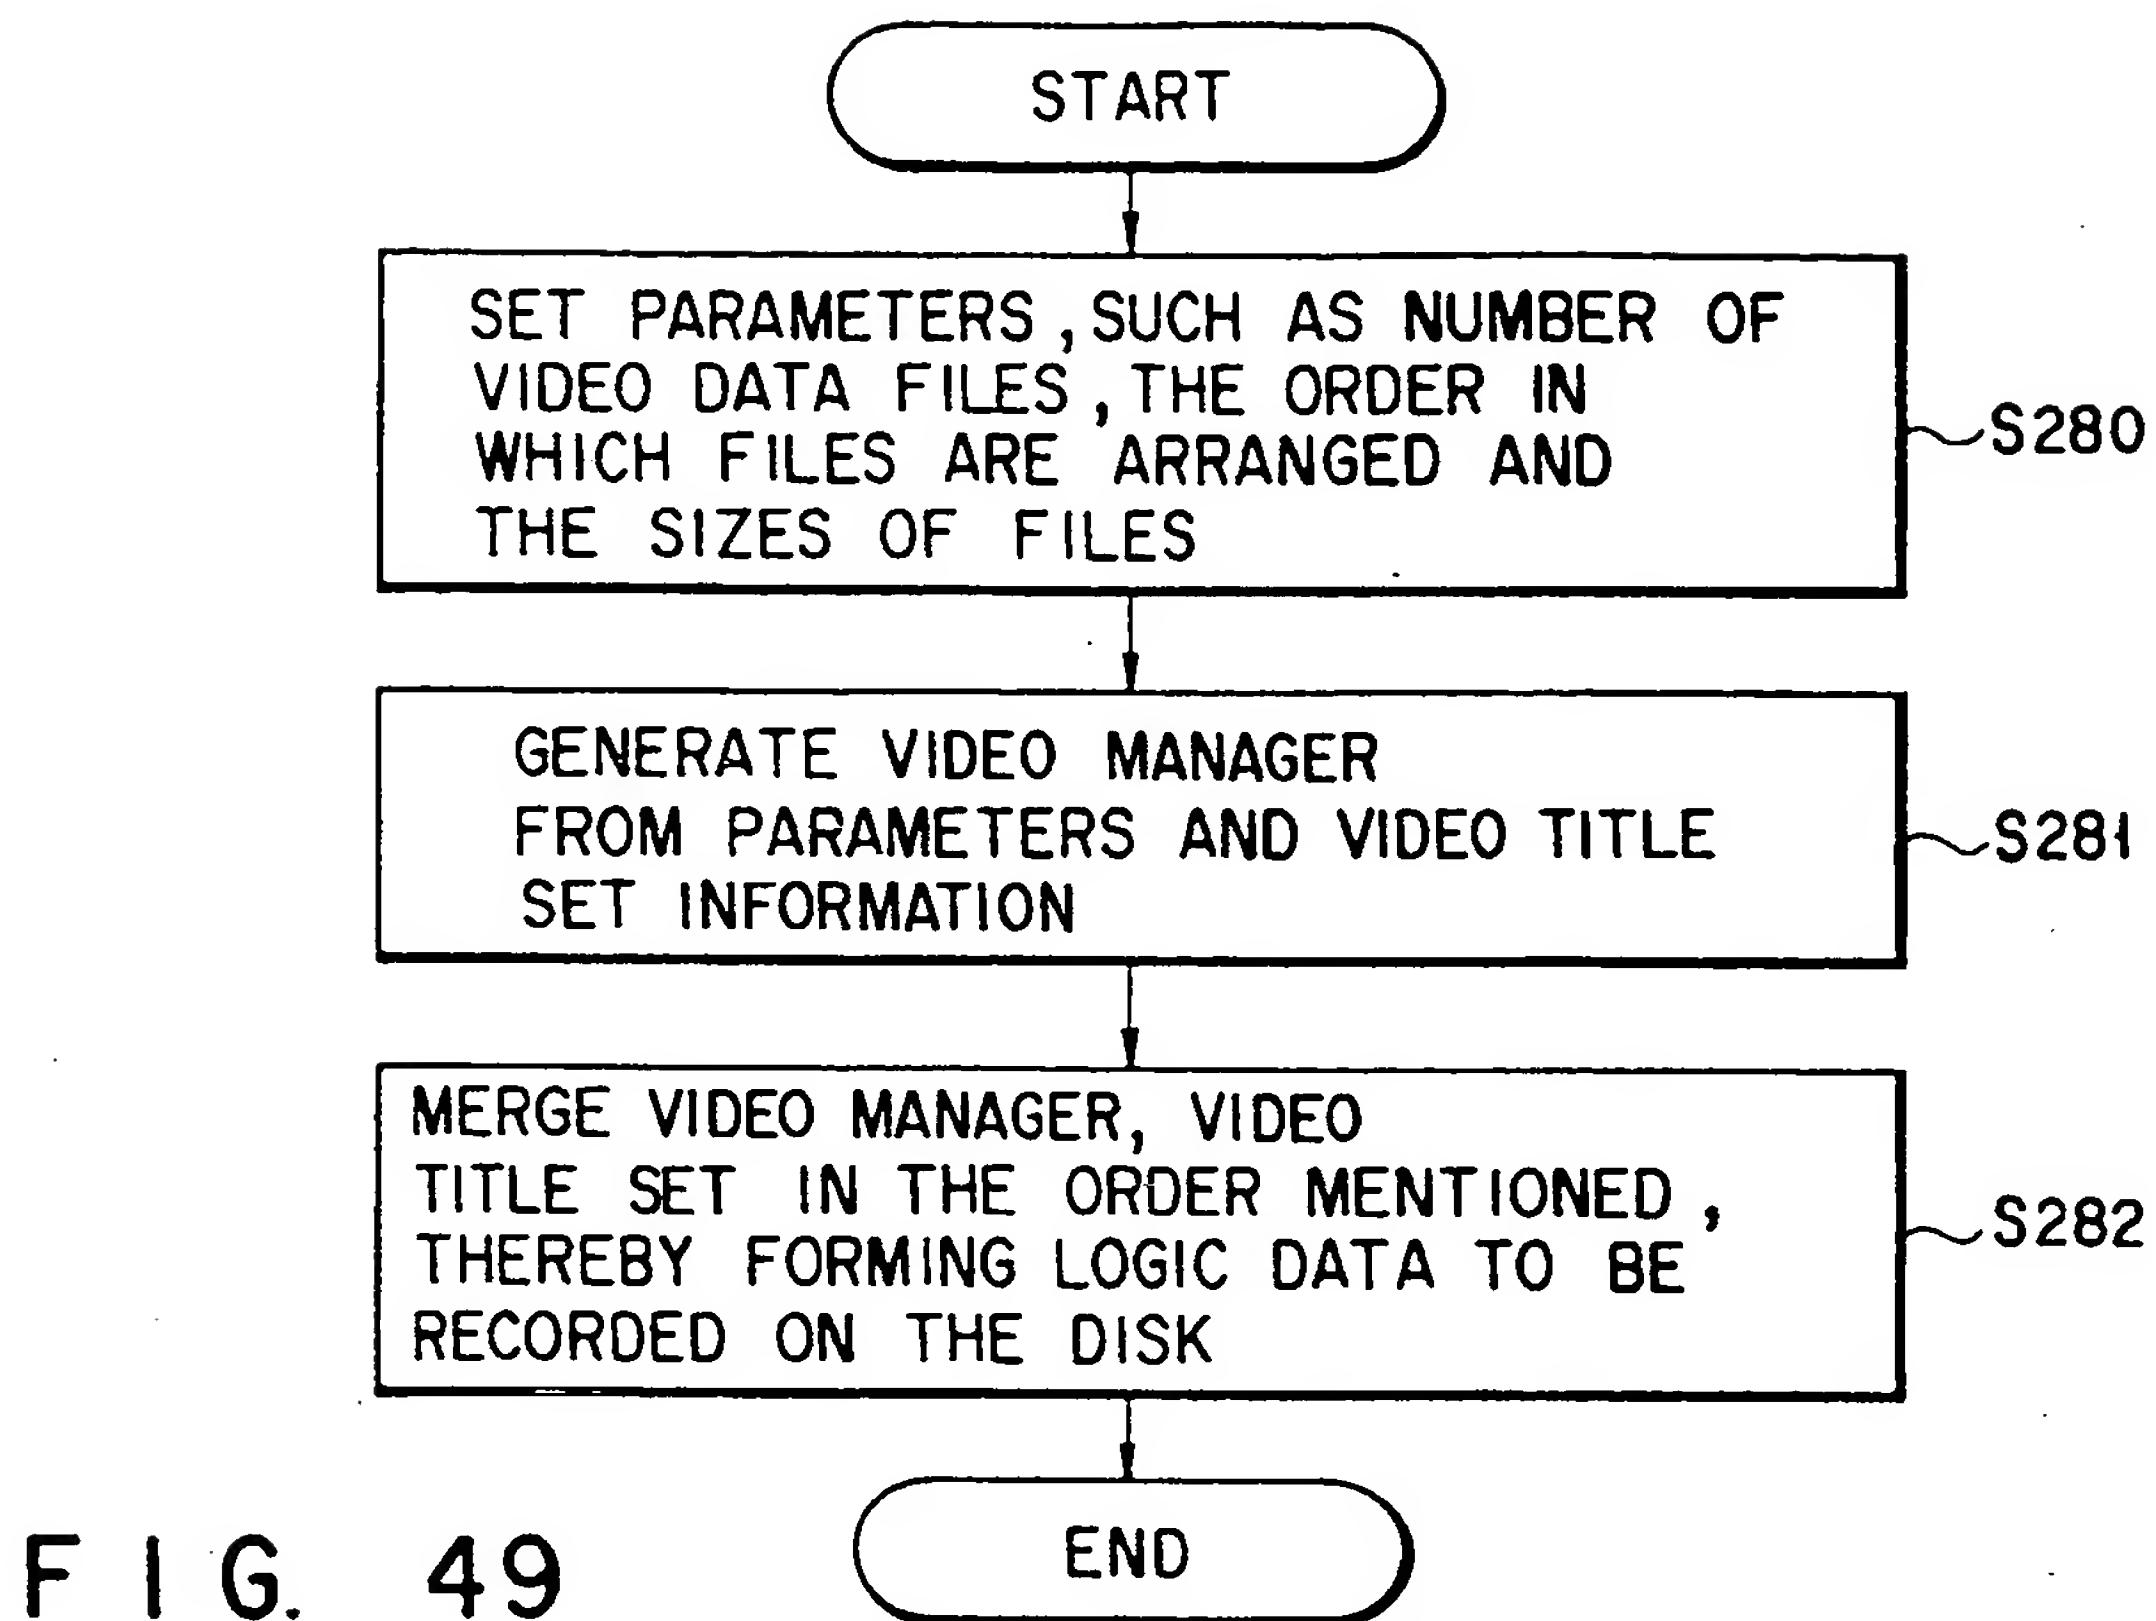 START
SET PARAMETERS, SUCH AS NUMBER OF
VIDEO DATA FILES, THE ORDER IN
WHICH FILES ARE ARRANGED AND
THE SIZES OF FILES
S280
GENERATE VIDEO MANAGER
FROM PARAMETERS AND VIDEO TITLE
SET INFORMATION
S281
MERGE VIDEO MANAGER, VIDEO
TITLE SET IN THE ORDER MENTIONED,
THEREBY FORMING LOGIC DATA TO BE
RECORDED ON THE DISK
S282
END
FIG. 49